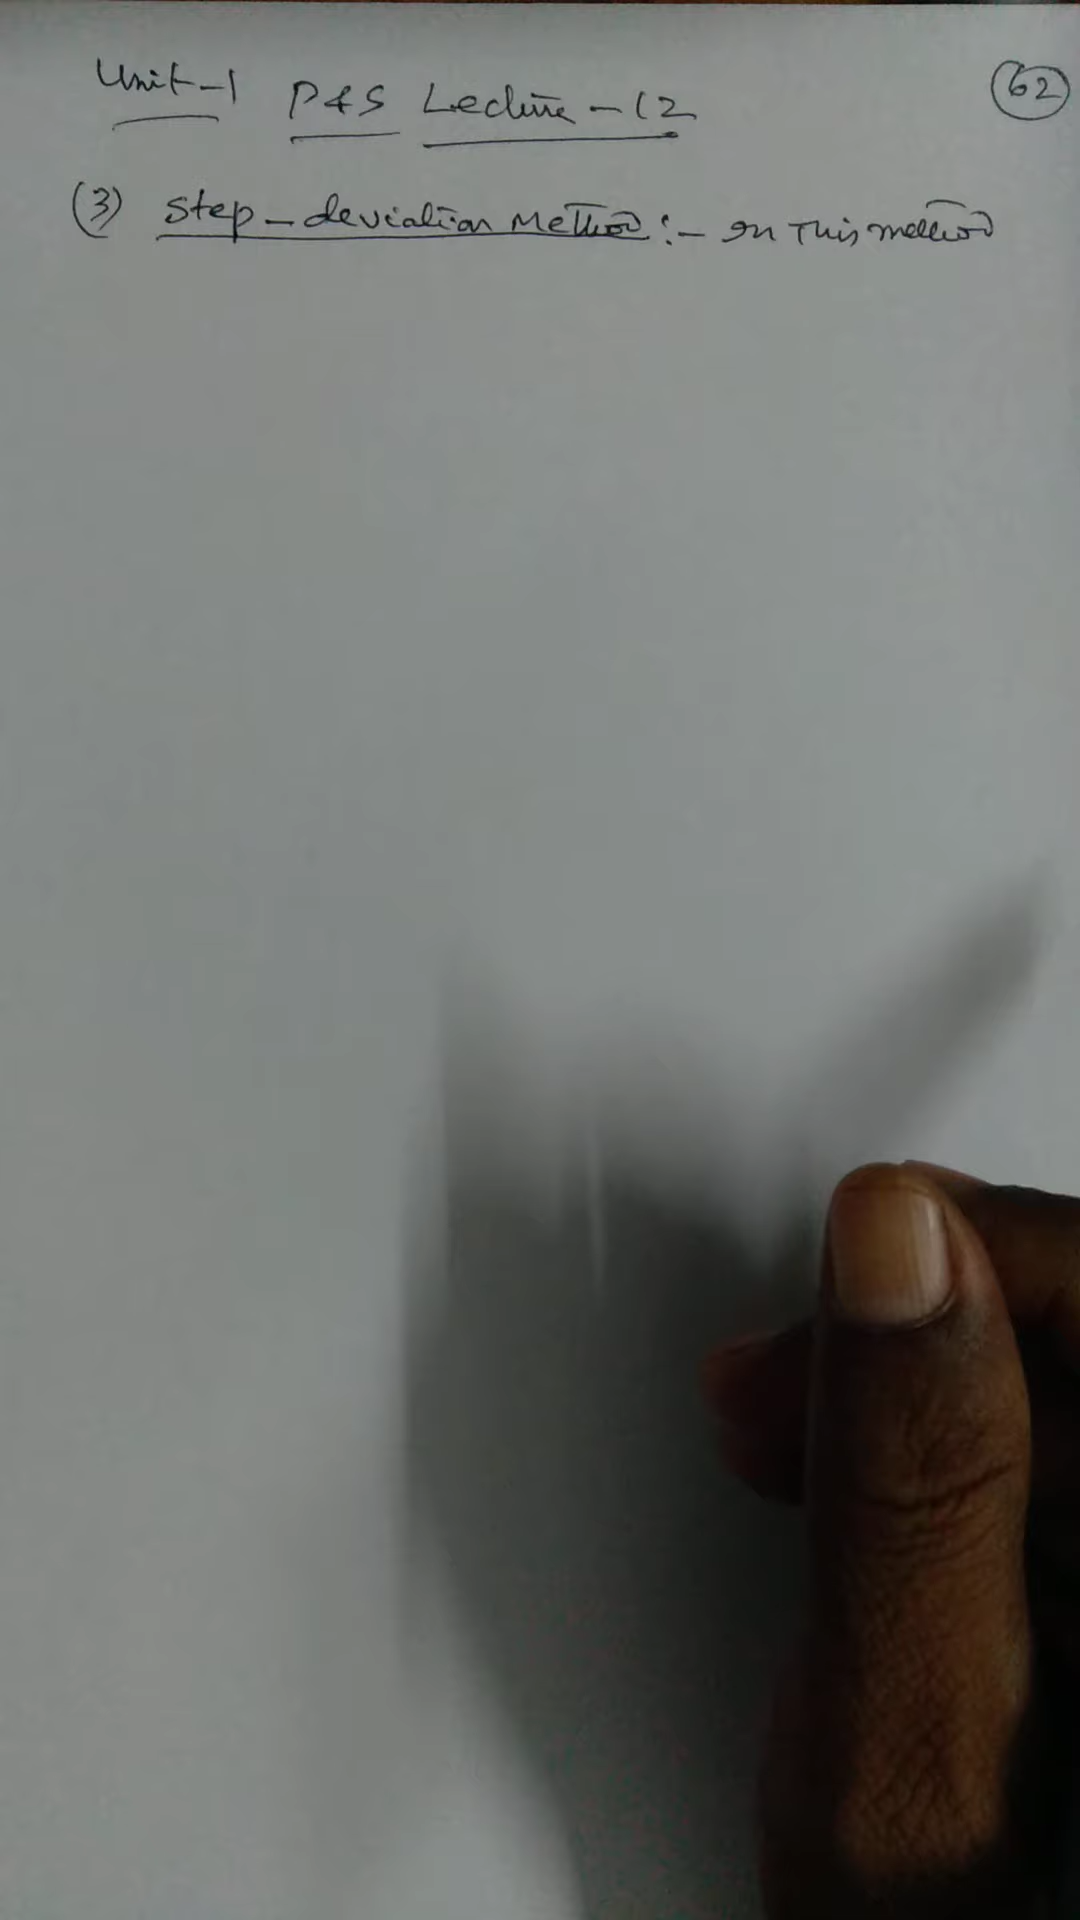 Unit-1 P&S Lecture-12 62
(3) Step-deviation Method:- In This method